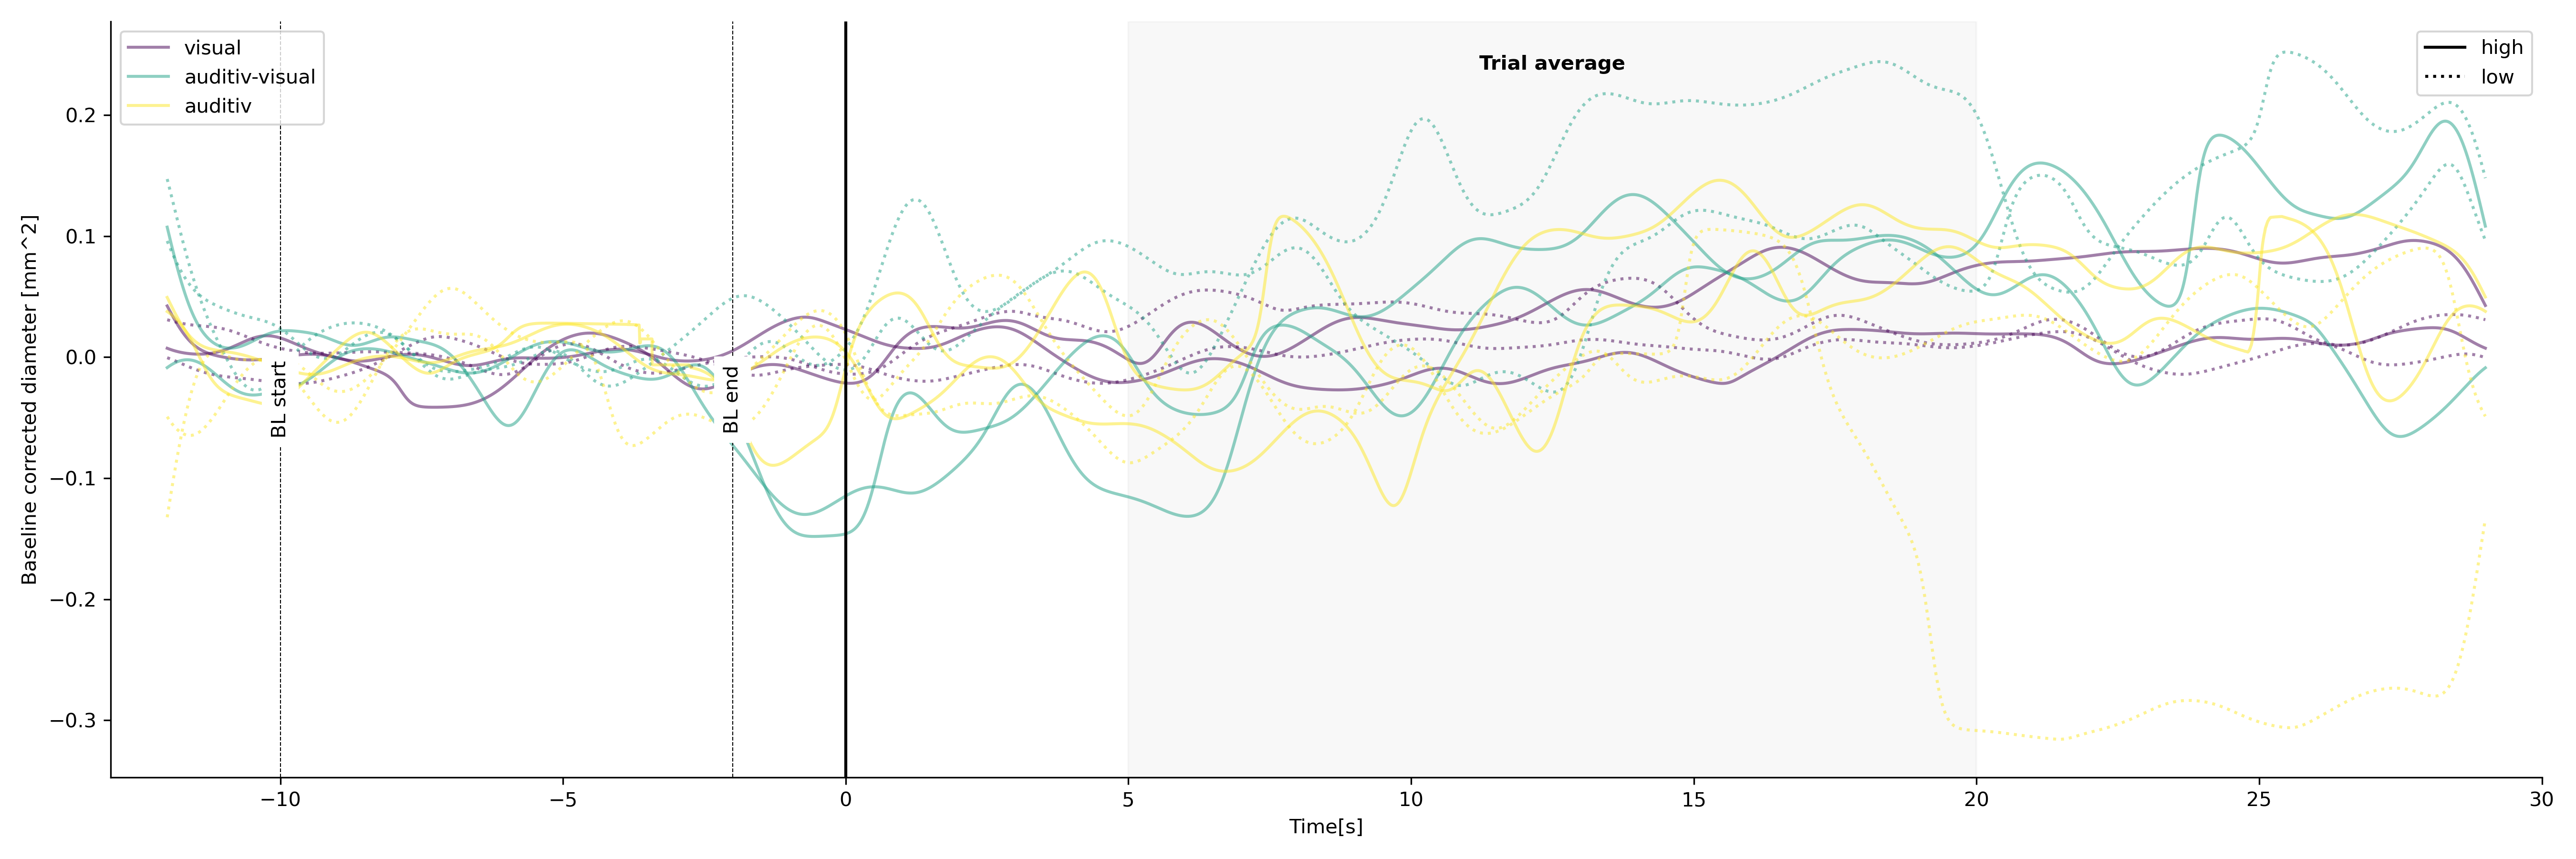 visual
auditiv-visual
auditiv
Trial average
high
low
BL start
BL end
Baseline corrected diameter [mm^2]
0.2
0.1
0.0
−0.1
−0.2
−0.3
−10
−5
0
5
10
15
20
25
30
Time[s]